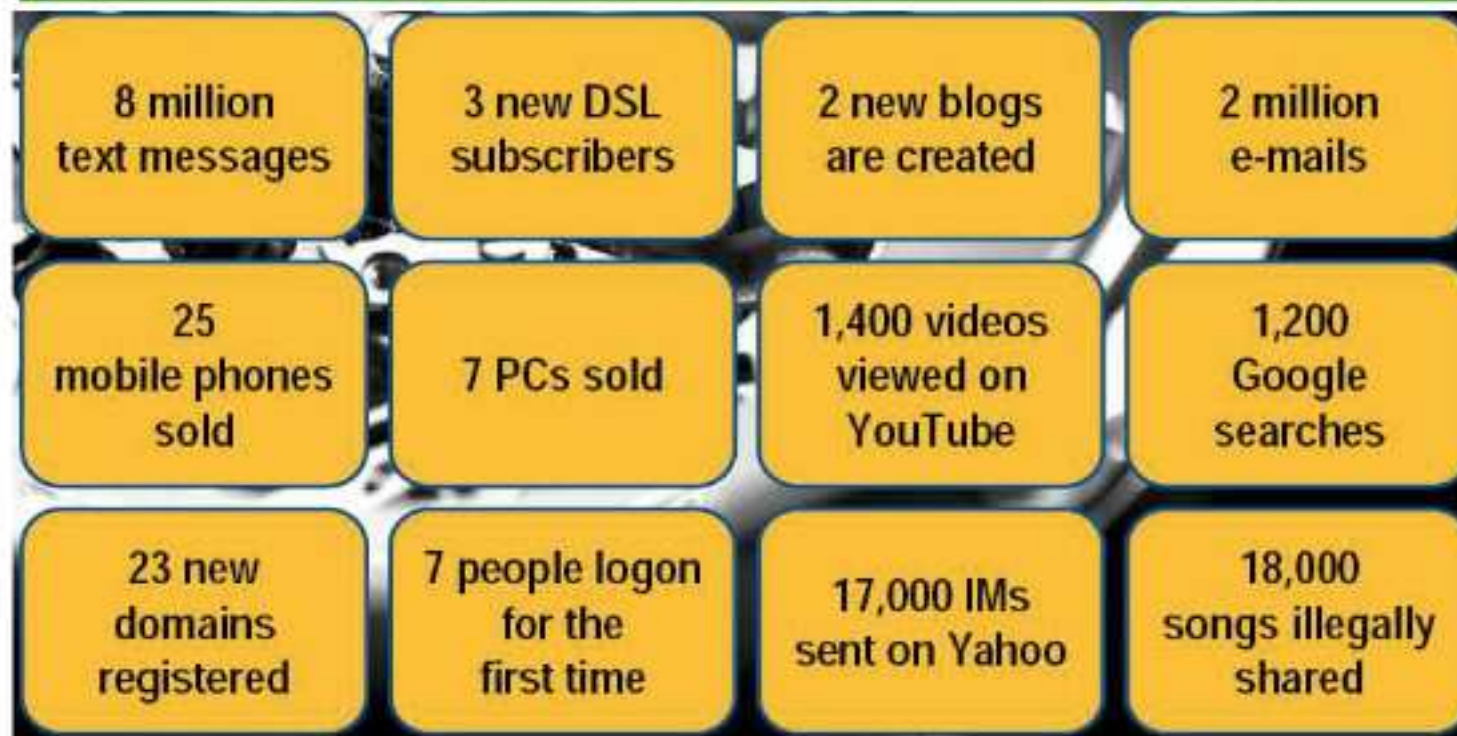 8 million
text messages
3 new DSL
subscribers
2 new blogs
are created
2 million
e-mails
25
mobile phones
sold
7 PCs sold
1,400 videos
viewed on
YouTube
1,200
Google
searches
23 new
domains
registered
7 people logon
for the
first time
17,000 IMs
sent on Yahoo
18,000
songs illegally
shared